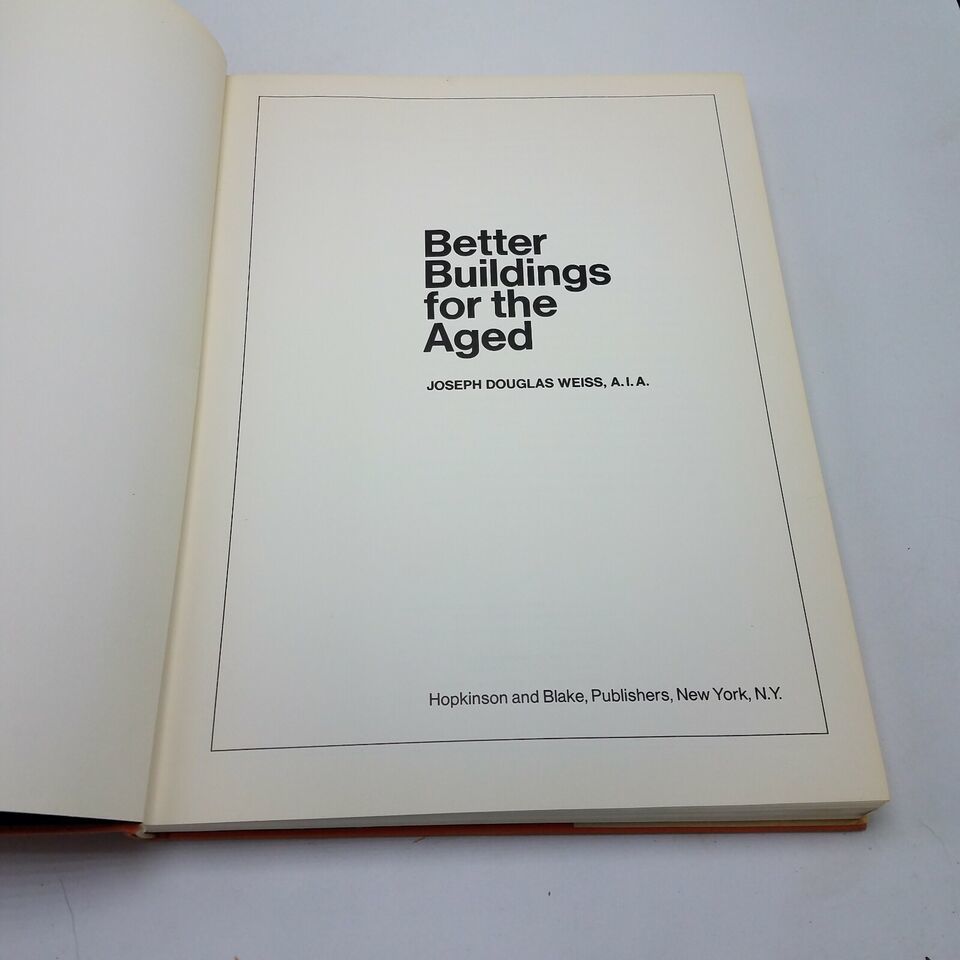 Better
Buildings
for the
Aged
JOSEPH DOUGLAS WEISS, A.I.A.
Hopkinson and Blake, Publishers, New York, N.Y.